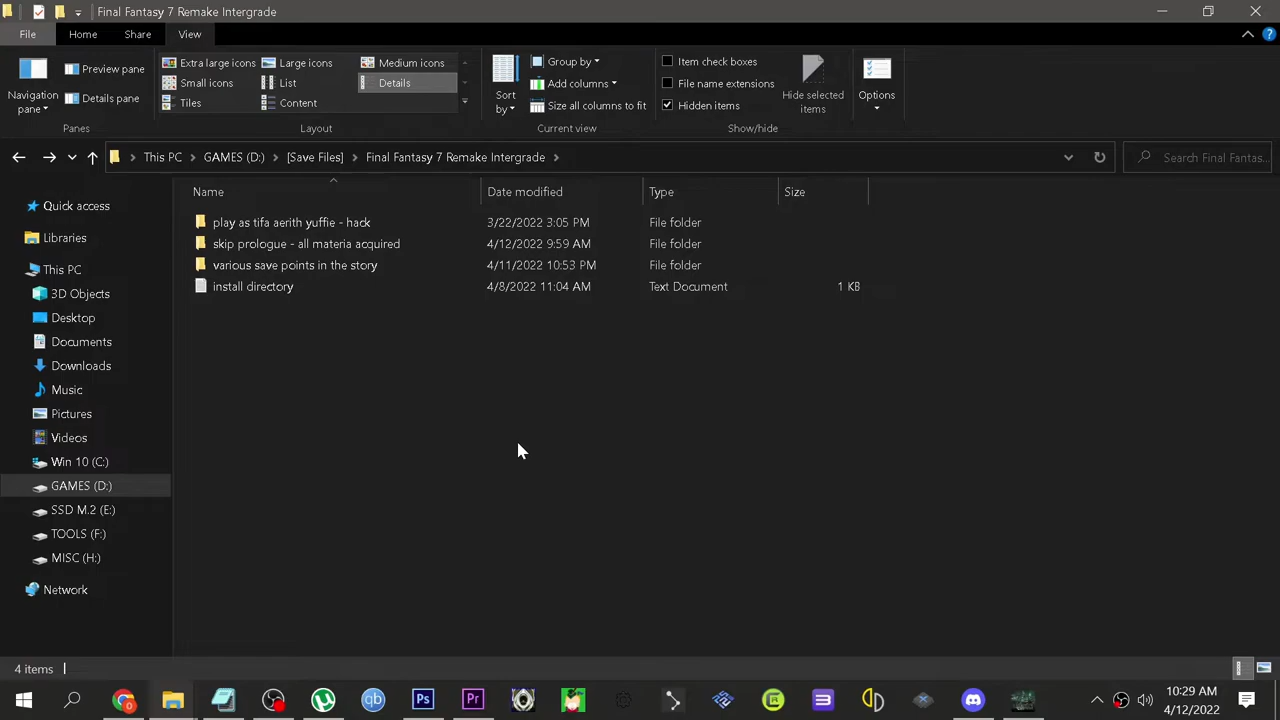 Final Fantasy 7 Remake Intergrade
File Home Share View
Navigation pane
Preview pane
Details pane
Panes
Extra large icons Large icons Medium icons
Small icons List Details
Tiles Content
Layout
Sort by
Group by
Add columns
Size all columns to fit
Current view
Item check boxes
File name extensions
Hidden items
Hide selected items
Show/hide
Options
This PC GAMES (D:) [Save Files] Final Fantasy 7 Remake Intergrade
Search Final Fantas...
Name Date modified Type Size
play as tifa aerith yuffie - hack 3/22/2022 3:05 PM File folder
skip prologue - all materia acquired 4/12/2022 9:59 AM File folder
various save points in the story 4/11/2022 10:53 PM File folder
install directory 4/8/2022 11:04 AM Text Document 1 KB
Quick access
Libraries
This PC
3D Objects
Desktop
Documents
Downloads
Music
Pictures
Videos
Win 10 (C:)
GAMES (D:)
SSD M.2 (E:)
TOOLS (F:)
MISC (H:)
Network
4 items
qb Ps Pr
10:29 AM
4/12/2022